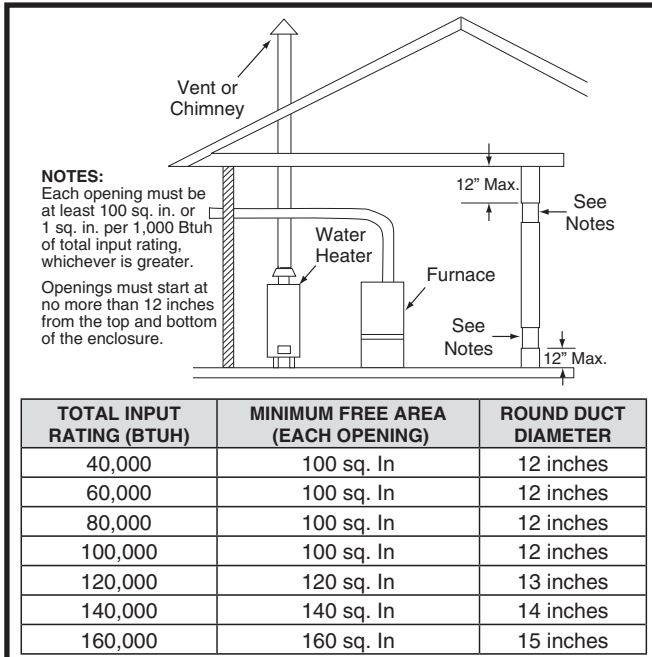 Vent or
Chimney
NOTES:
Each opening must be
at least 100 sq. in. or
1 sq. in. per 1,000 Btuh
of total input rating,
whichever is greater.
Openings must start at
no more than 12 inches
from the top and bottom
of the enclosure.
Water
Heater
Furnace
12” Max.
See
Notes
See
Notes
12” Max.
TOTAL INPUT RATING (BTUH) MINIMUM FREE AREA (EACH OPENING) ROUND DUCT DIAMETER
40,000 100 sq. In 12 inches
60,000 100 sq. In 12 inches
80,000 100 sq. In 12 inches
100,000 100 sq. In 12 inches
120,000 120 sq. In 13 inches
140,000 140 sq. In 14 inches
160,000 160 sq. In 15 inches